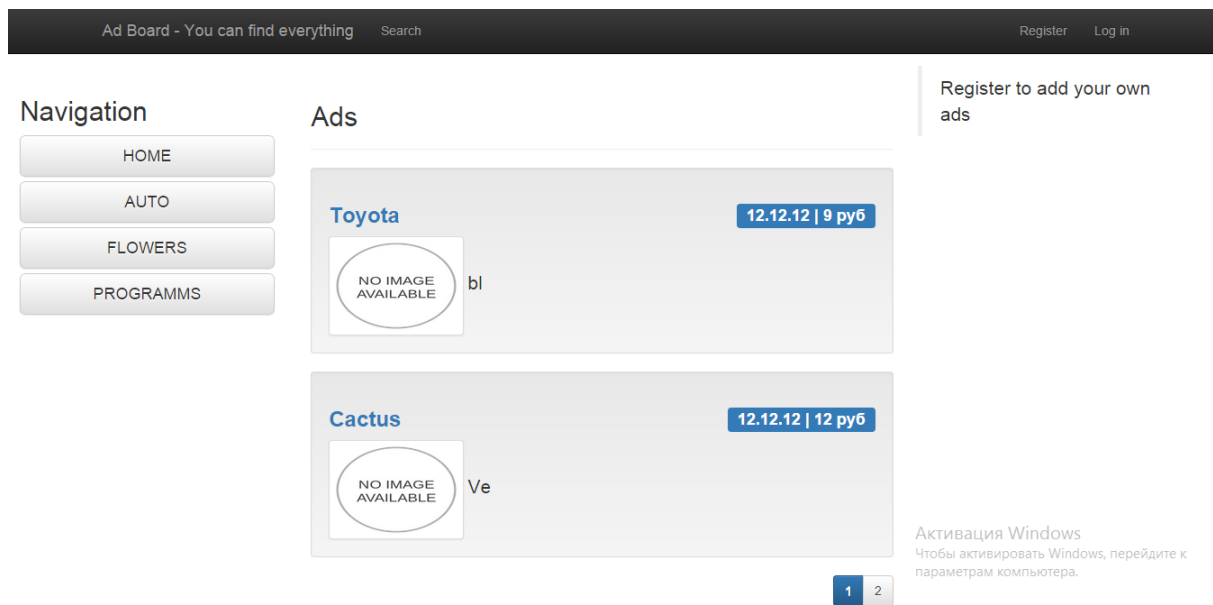 Ad Board - You can find everything Search Register Log in
Navigation
HOME
AUTO
FLOWERS
PROGRAMMS
Ads
Toyota 12.12.12 | 9 руб
NO IMAGE
AVAILABLE
bl
Cactus 12.12.12 | 12 руб
NO IMAGE
AVAILABLE
Ve
1 2
Register to add your own
ads
Активация Windows
Чтобы активировать Windows, перейдите к
параметрам компьютера.